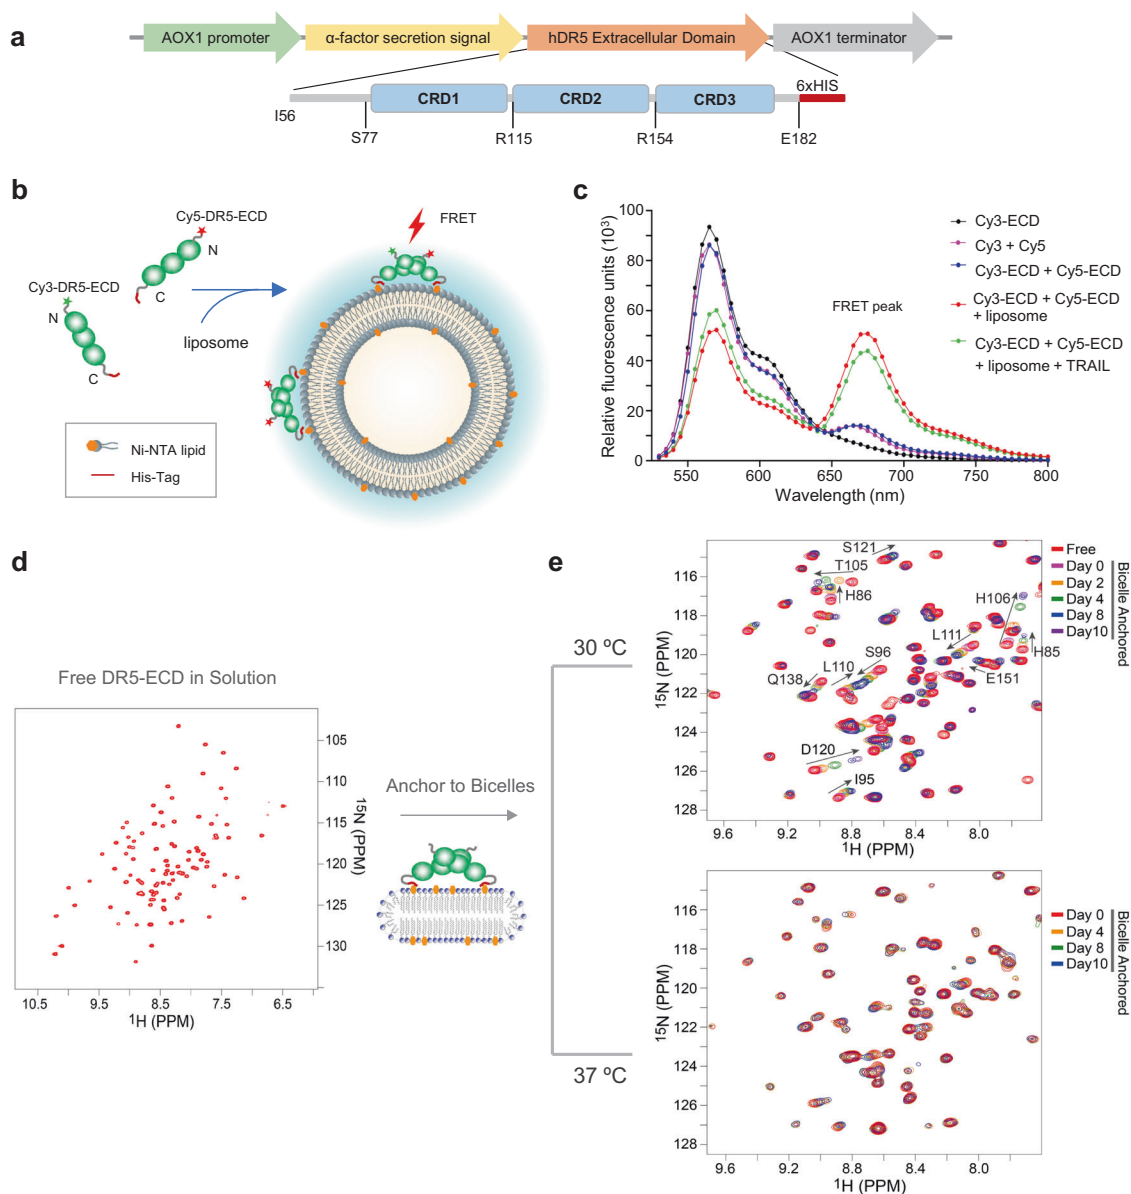 a
AOX1 promoter
α-factor secretion signal
hDR5 Extracellular Domain
AOX1 terminator
6xHIS
CRD1
CRD2
CRD3
I56
S77
R115
R154
E182
b
Cy5-DR5-ECD
N
C
Cy3-DR5-ECD
N
C
liposome
FRET
Ni-NTA lipid
His-Tag
c
Relative fluorescence units (10³)
100
80
60
40
20
0
550
600
650
700
750
800
Wavelength (nm)
FRET peak
Cy3-ECD
Cy3 + Cy5
Cy3-ECD + Cy5-ECD
Cy3-ECD + Cy5-ECD
+ liposome
Cy3-ECD + Cy5-ECD
+ liposome + TRAIL
d
Free DR5-ECD in Solution
105
110
115
120
125
130
¹⁵N (PPM)
10.5
9.5
8.5
7.5
6.5
¹H (PPM)
Anchor to Bicelles
30 ºC
37 ºC
e
S121
T105
H86
H106
L111
H85
S96
L110
Q138
E151
D120
I95
116
118
120
122
124
126
128
¹⁵N (PPM)
9.6
9.2
8.8
8.4
8.0
¹H (PPM)
Free
Day 0
Day 2
Day 4
Day 8
Day10
Bicelle Anchored
116
118
120
122
124
126
128
¹⁵N (PPM)
9.6
9.2
8.8
8.4
8.0
¹H (PPM)
Day 0
Day 4
Day 8
Day10
Bicelle Anchored